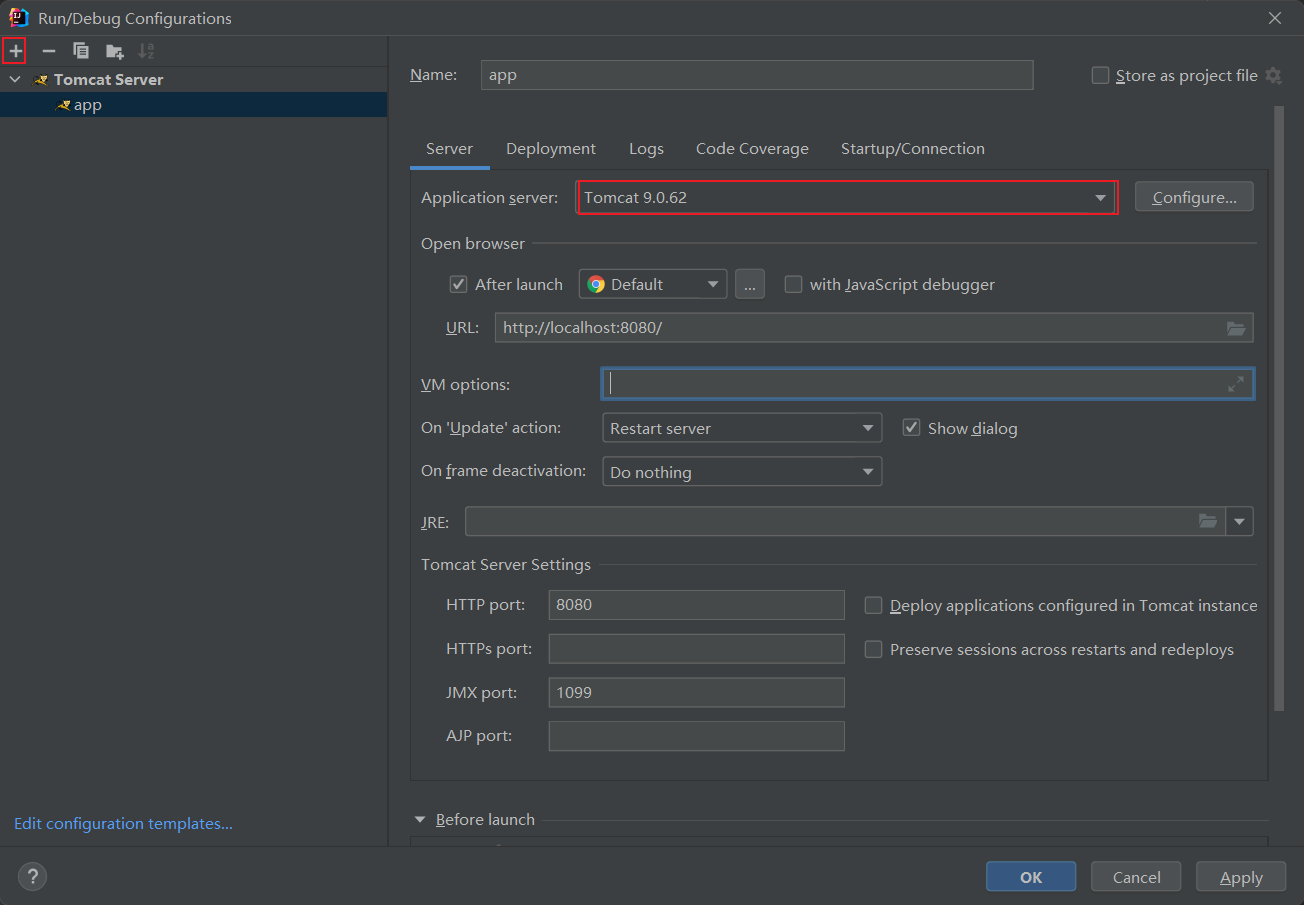 Run/Debug Configurations
Tomcat Server
app
Edit configuration templates...
Name: app Store as project file
Server Deployment Logs Code Coverage Startup/Connection
Application server: Tomcat 9.0.62 Configure...
Open browser
After launch Default ... with JavaScript debugger
URL: http://localhost:8080/
VM options:
On 'Update' action: Restart server Show dialog
On frame deactivation: Do nothing
JRE:
Tomcat Server Settings
HTTP port: 8080 Deploy applications configured in Tomcat instance
HTTPs port: Preserve sessions across restarts and redeploys
JMX port: 1099
AJP port:
Before launch
? OK Cancel Apply